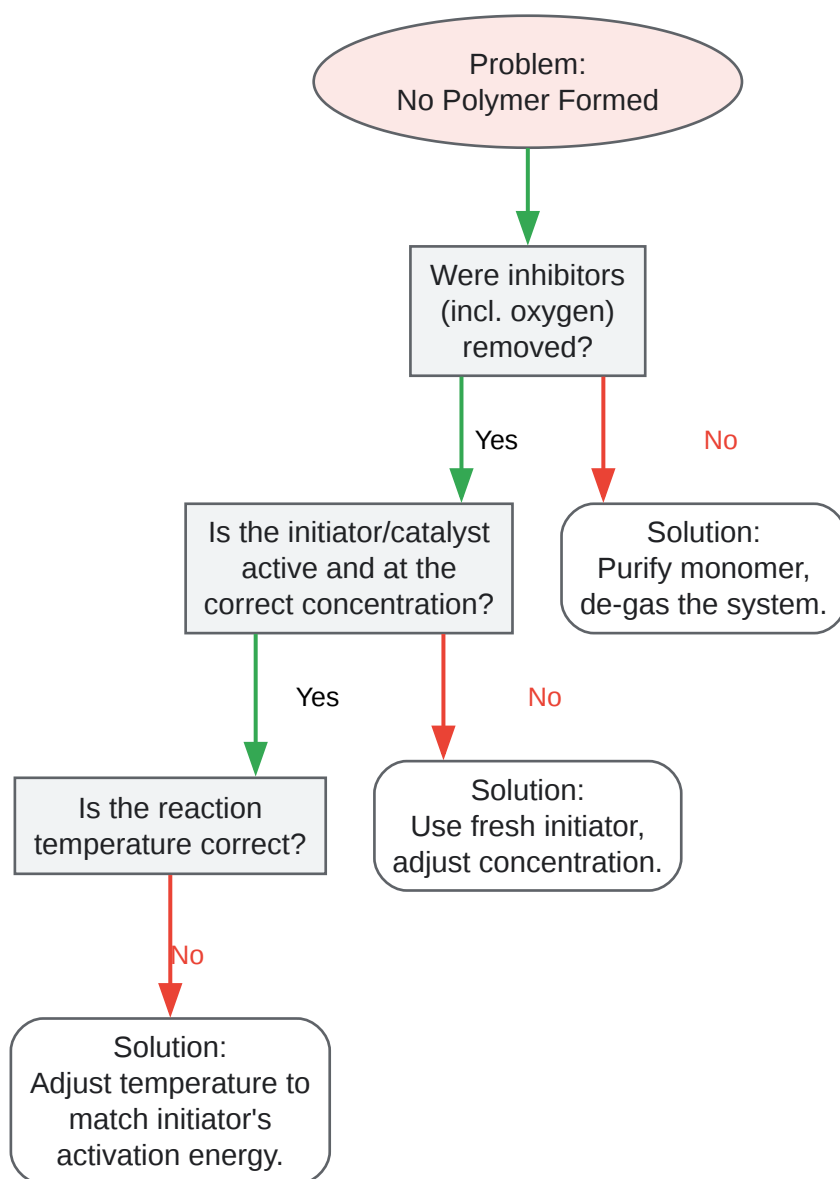 Problem:
No Polymer Formed
Were inhibitors
(incl. oxygen)
removed?
Yes
No
Is the initiator/catalyst
active and at the
correct concentration?
Solution:
Purify monomer,
de-gas the system.
Yes
No
Is the reaction
temperature correct?
Solution:
Use fresh initiator,
adjust concentration.
No
Solution:
Adjust temperature to
match initiator's
activation energy.